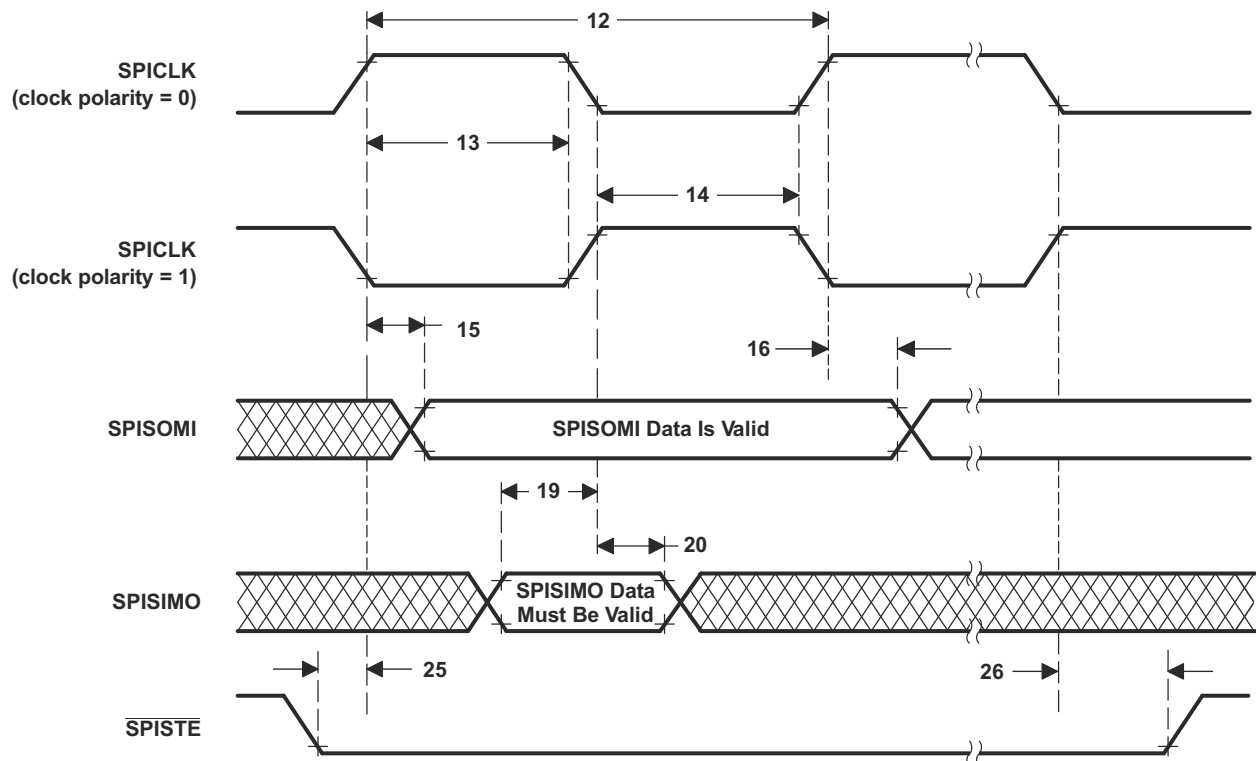 12
SPICLK
(clock polarity = 0)
13
14
SPICLK
(clock polarity = 1)
15
16
SPISOMI
SPISOMI Data Is Valid
19
20
SPISIMO
SPISIMO Data
Must Be Valid
25
26
SPISTE